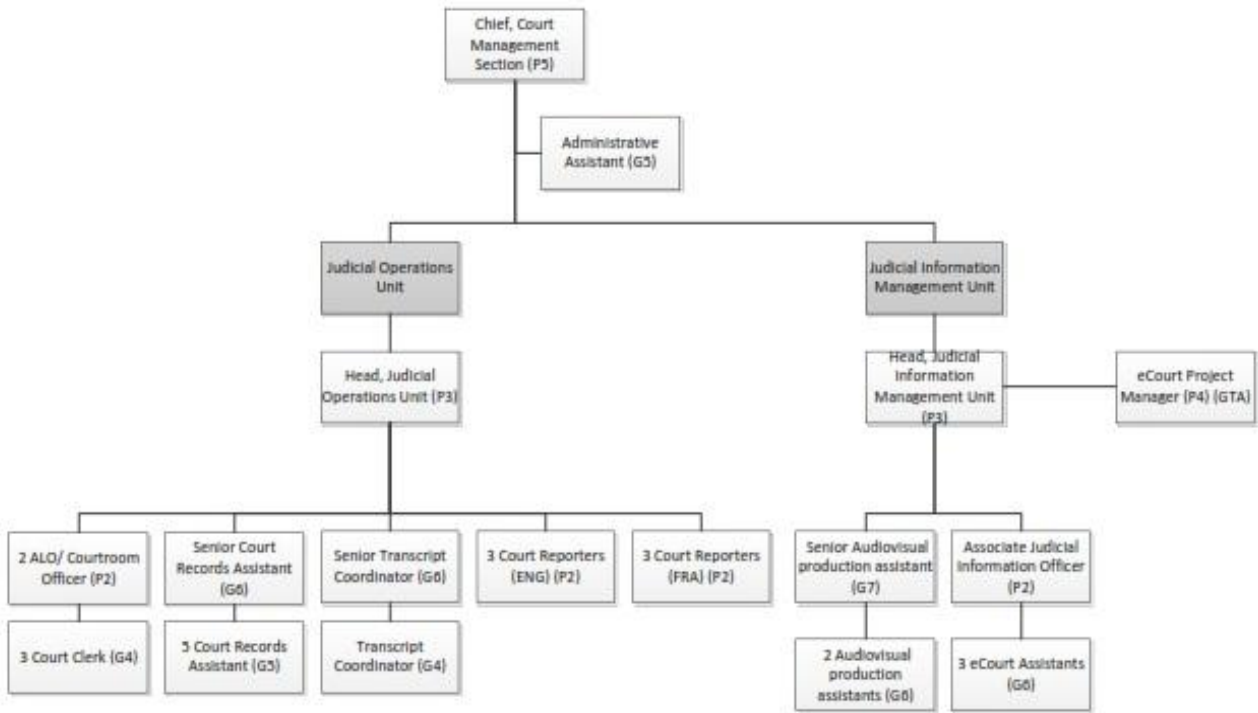 Chief, Court
Management
Section (P5)
Administrative
Assistant (G5)
Judicial Operations
Unit
Judicial Information
Management Unit
Head, Judicial
Operations Unit (P3)
Head, Judicial
Information
Management Unit
(P3)
eCourt Project
Manager (P4) (GTA)
2 ALO/ Courtroom
Officer (P2)
Senior Court
Records Assistant
(G6)
Senior Transcript
Coordinator (G6)
3 Court Reporters
(ENG) (P2)
3 Court Reporters
(FRA) (P2)
Senior Audiovisual
production assistant
(G7)
Associate Judicial
Information Officer
(P2)
3 Court Clerk (G4)
5 Court Records
Assistant (G5)
Transcript
Coordinator (G4)
2 Audiovisual
production
assistants (G6)
3 eCourt Assistants
(G6)